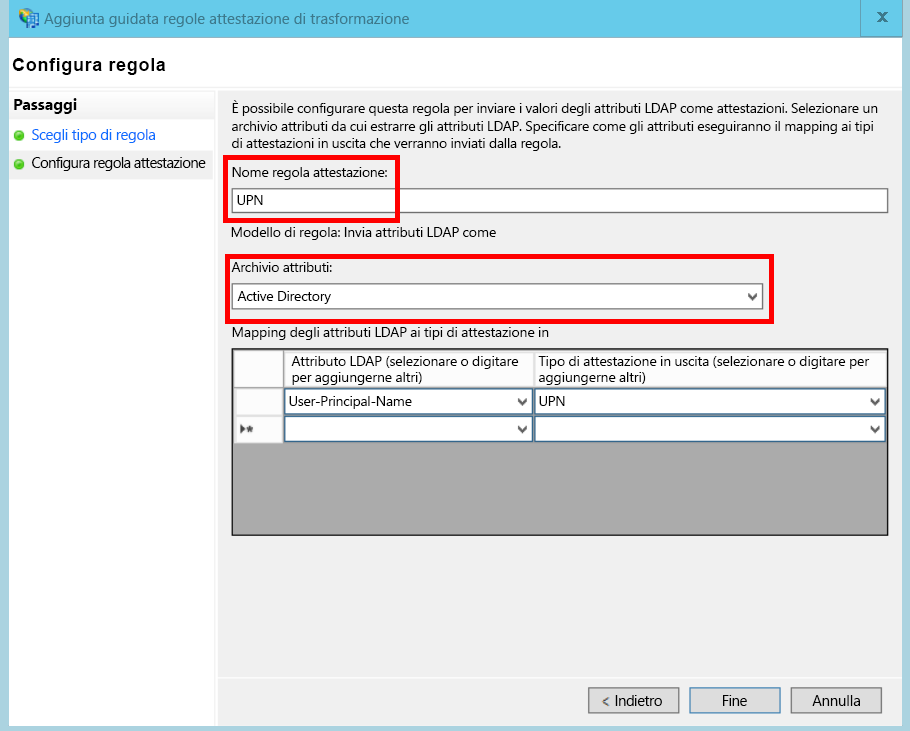 Aggiunta guidata regole attestazione di trasformazione
x
Configura regola
Passaggi
Scegli tipo di regola
Configura regola attestazione
È possibile configurare questa regola per inviare i valori degli attributi LDAP come attestazioni. Selezionare un
archivio attributi da cui estrarre gli attributi LDAP. Specificare come gli attributi eseguiranno il mapping ai tipi
di attestazioni in uscita che verranno inviati dalla regola.
Nome regola attestazione:
UPN
Modello di regola: Invia attributi LDAP come
Archivio attributi:
Active Directory
Mapping degli attributi LDAP ai tipi di attestazione in
Attributo LDAP (selezionare o digitare
per aggiungerne altri)
Tipo di attestazione in uscita (selezionare o digitare per
aggiungerne altri)
User-Principal-Name
UPN
< Indietro
Fine
Annulla